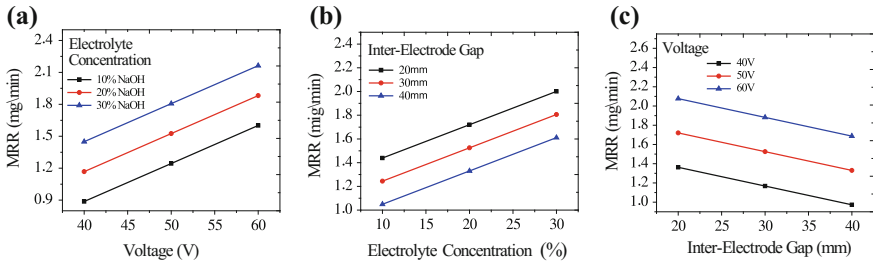 (a)
2.4
2.1
1.8
1.5
1.2
0.9
MRR (mg\min)
Electrolyte
Concentration
10% NaOH
20% NaOH
30% NaOH
40 45 50 55 60
Voltage (V)
(b)
2.4
2.2
2.0
1.8
1.6
1.4
1.2
1.0
MRR (mig\min)
Inter-Electrode Gap
20mm
30mm
40mm
10 15 20 25 30
Electrolyte Concentration (%)
(c)
2.6
2.4
2.2
2.0
1.8
1.6
1.4
1.2
1.0
MRR (mg\min)
Voltage
40V
50V
60V
20 25 30 35 40
Inter-Electrode Gap (mm)